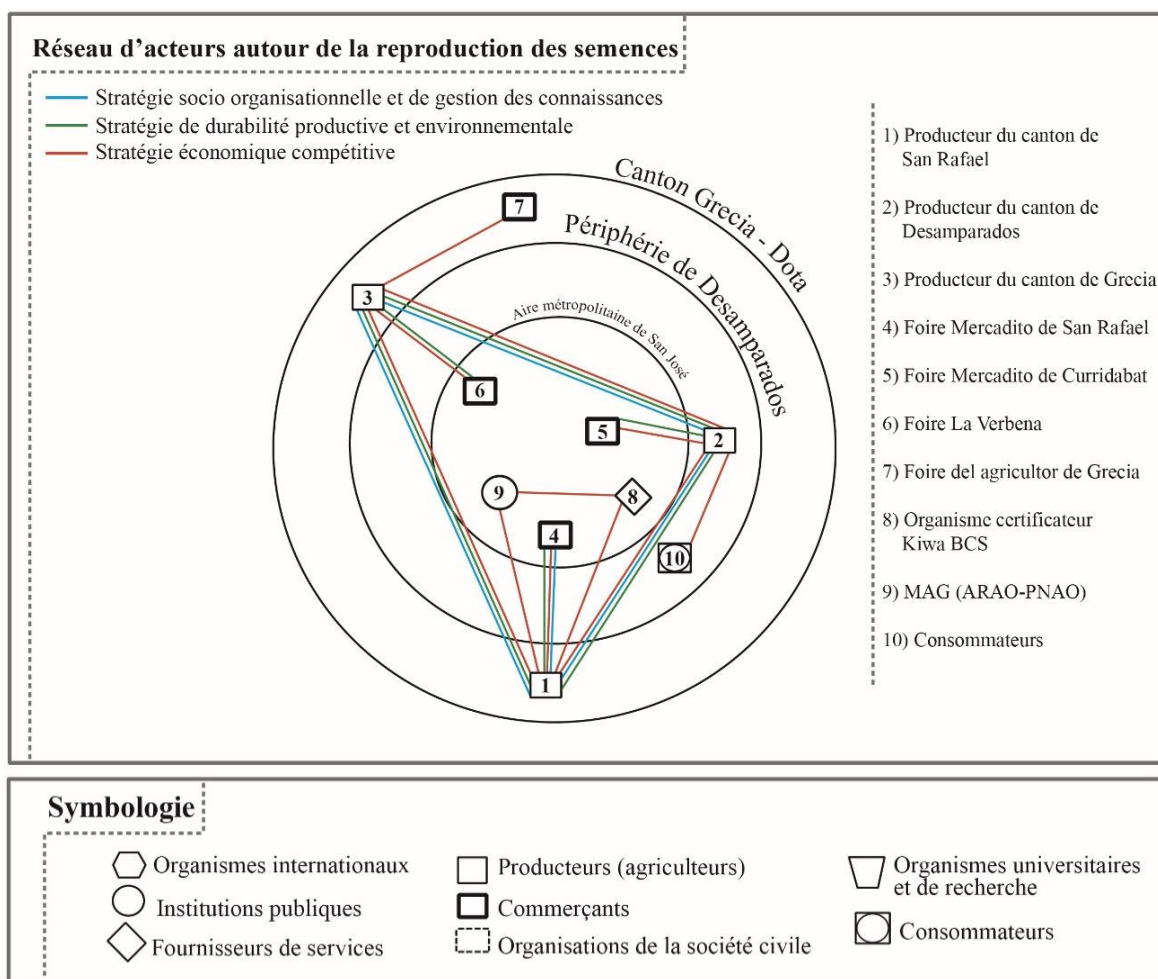 Réseau d'acteurs autour de la reproduction des semences
Stratégie socio organisationnelle et de gestion des connaissances
Stratégie de durabilité productive et environnementale
Stratégie économique compétitive
Canton Grecia - Dota
Périphérie de Desamparados
Aire métropolitaine de San José
7
3
6
5
2
9
8
4
10
1
1) Producteur du canton de
San Rafael
2) Producteur du canton de
Desamparados
3) Producteur du canton de Grecia
4) Foire Mercadito de San Rafael
5) Foire Mercadito de Curridabat
6) Foire La Verbena
7) Foire del agricultor de Grecia
8) Organisme certificateur
Kiwa BCS
9) MAG (ARAO-PNAO)
10) Consommateurs
Symbologie
Organismes internationaux
Institutions publiques
Fournisseurs de services
Producteurs (agriculteurs)
Commerçants
Organisations de la société civile
Organismes universitaires
et de recherche
Consommateurs